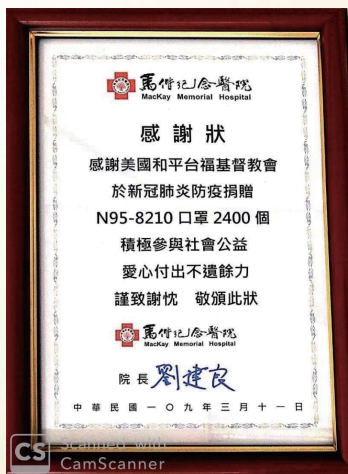 馬偕紀念醫院
MacKay Memorial Hospital
感謝狀
感謝美國和平台福基督教會
於新冠肺炎防疫捐贈
N95-8210 口罩 2400 個
積極參與社會公益
愛心付出不遺餘力
謹致謝忱　敬頒此狀
馬偕紀念醫院
MacKay Memorial Hospital
院長 劉建良
中華民國一〇九年三月十一日
CS Scanned with
CamScanner